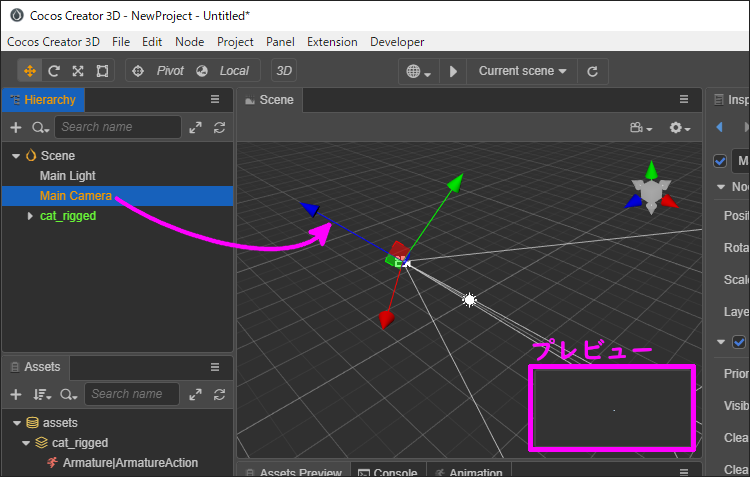 Cocos Creator 3D - NewProject - Untitled*
Cocos Creator 3D File Edit Node Project Panel Extension Developer
Pivot Local 3D Current scene
Hierarchy
Search name
Scene
Main Light
Main Camera
cat_rigged
Assets
Search name
assets
cat_rigged
Armature|ArmatureAction
Scene
プレビュー
Assets Preview Console Animation
Insp
M
Nod
Posi
Rota
Scale
Laye
Prior
Visib
Clea
Clea